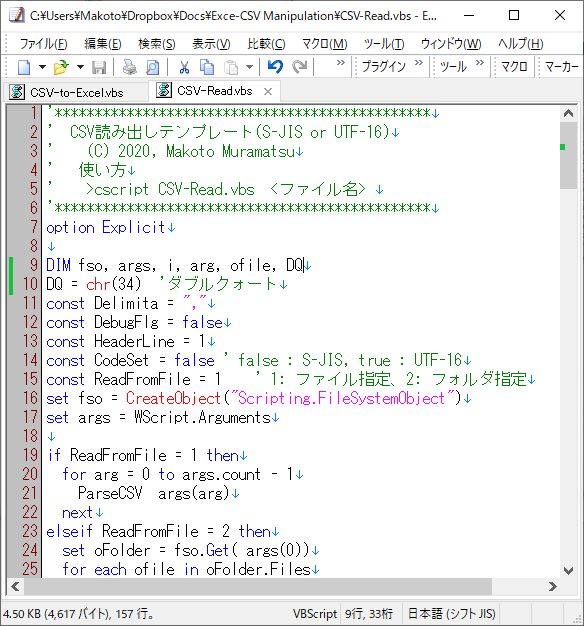 C:¥Users¥Makoto¥Dropbox¥Docs¥Exce-CSV Manipulation¥CSV-Read.vbs - E...
ファイル(F) 編集(E) 検索(S) 表示(V) 比較(C) マクロ(M) ツール(T) ウィンドウ(W) ヘルプ(H)
» プラグイン » ツール » マクロ マーカー
CSV-to-Excel.vbs CSV-Read.vbs
1 '***********************************************↓
2 '  CSV読み出しテンプレート(S-JIS or UTF-16)↓
3 '    (C) 2020, Makoto Muramatsu↓
4 '   使い方↓
5 '    >cscript CSV-Read.vbs  <ファイル名> ↓
6 '***********************************************↓
7 option Explicit↓
8 ↓
9 DIM fso, args, i, arg, ofile, DQ↓
10 DQ = chr(34)  'ダブルクォート↓
11 const Delimita = ","↓
12 const DebugFlg = false↓
13 const HeaderLine = 1↓
14 const CodeSet = false ' false : S-JIS, true : UTF-16↓
15 const ReadFromFile = 1    ' 1: ファイル指定、2: フォルダ指定↓
16 set fso = CreateObject("Scripting.FileSystemObject")↓
17 set args = WScript.Arguments↓
18 ↓
19 if ReadFromFile = 1 then↓
20   for arg = 0 to args.count - 1↓
21     ParseCSV  args(arg)↓
22   next↓
23 elseif ReadFromFile = 2 then↓
24   set oFolder = fso.Get( args(0))↓
25   for each ofile in oFolder.Files↓
4.50 KB (4,617 バイト), 157 行。 VBScript 9行, 33桁 日本語 (シフト JIS)